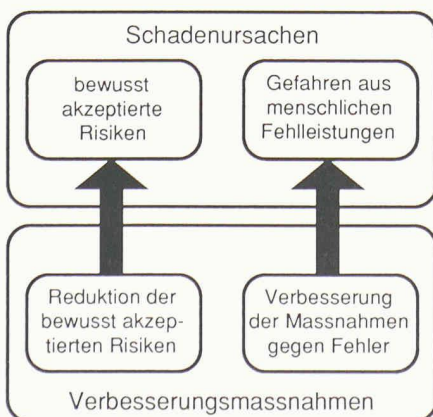 Schadenursachen
bewusst
akzeptierte
Risiken
Gefahren aus
menschlichen
Fehlleistungen
Reduktion der
bewusst akzep-
tierten Risiken
Verbesserung
der Massnahmen
gegen Fehler
Verbesserungsmassnahmen